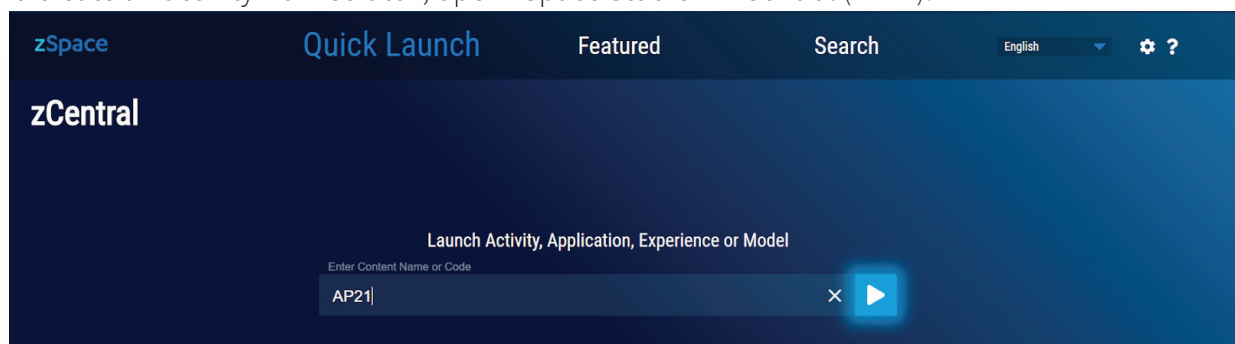 zSpace Quick Launch Featured Search English ?
zCentral
Launch Activity, Application, Experience or Model
Enter Content Name or Code
AP21